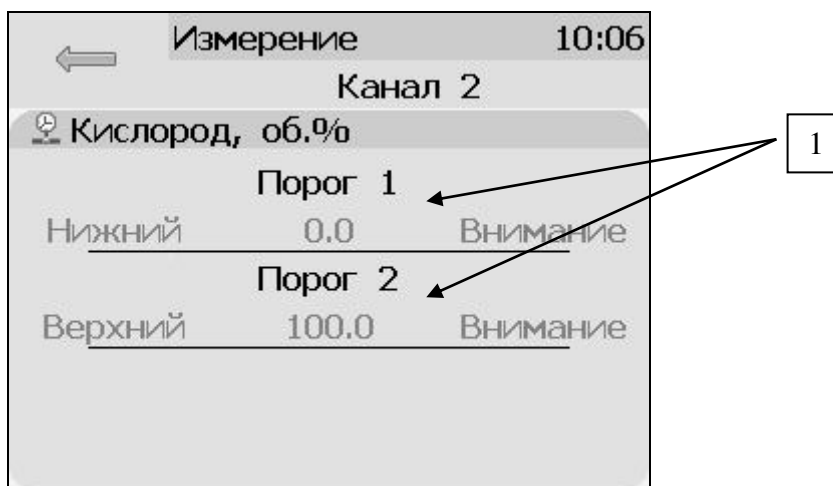 Измерение 10:06
Канал 2
Кислород, об.%
1
Порог 1
Нижний 0.0 Внимание
Порог 2
Верхний 100.0 Внимание